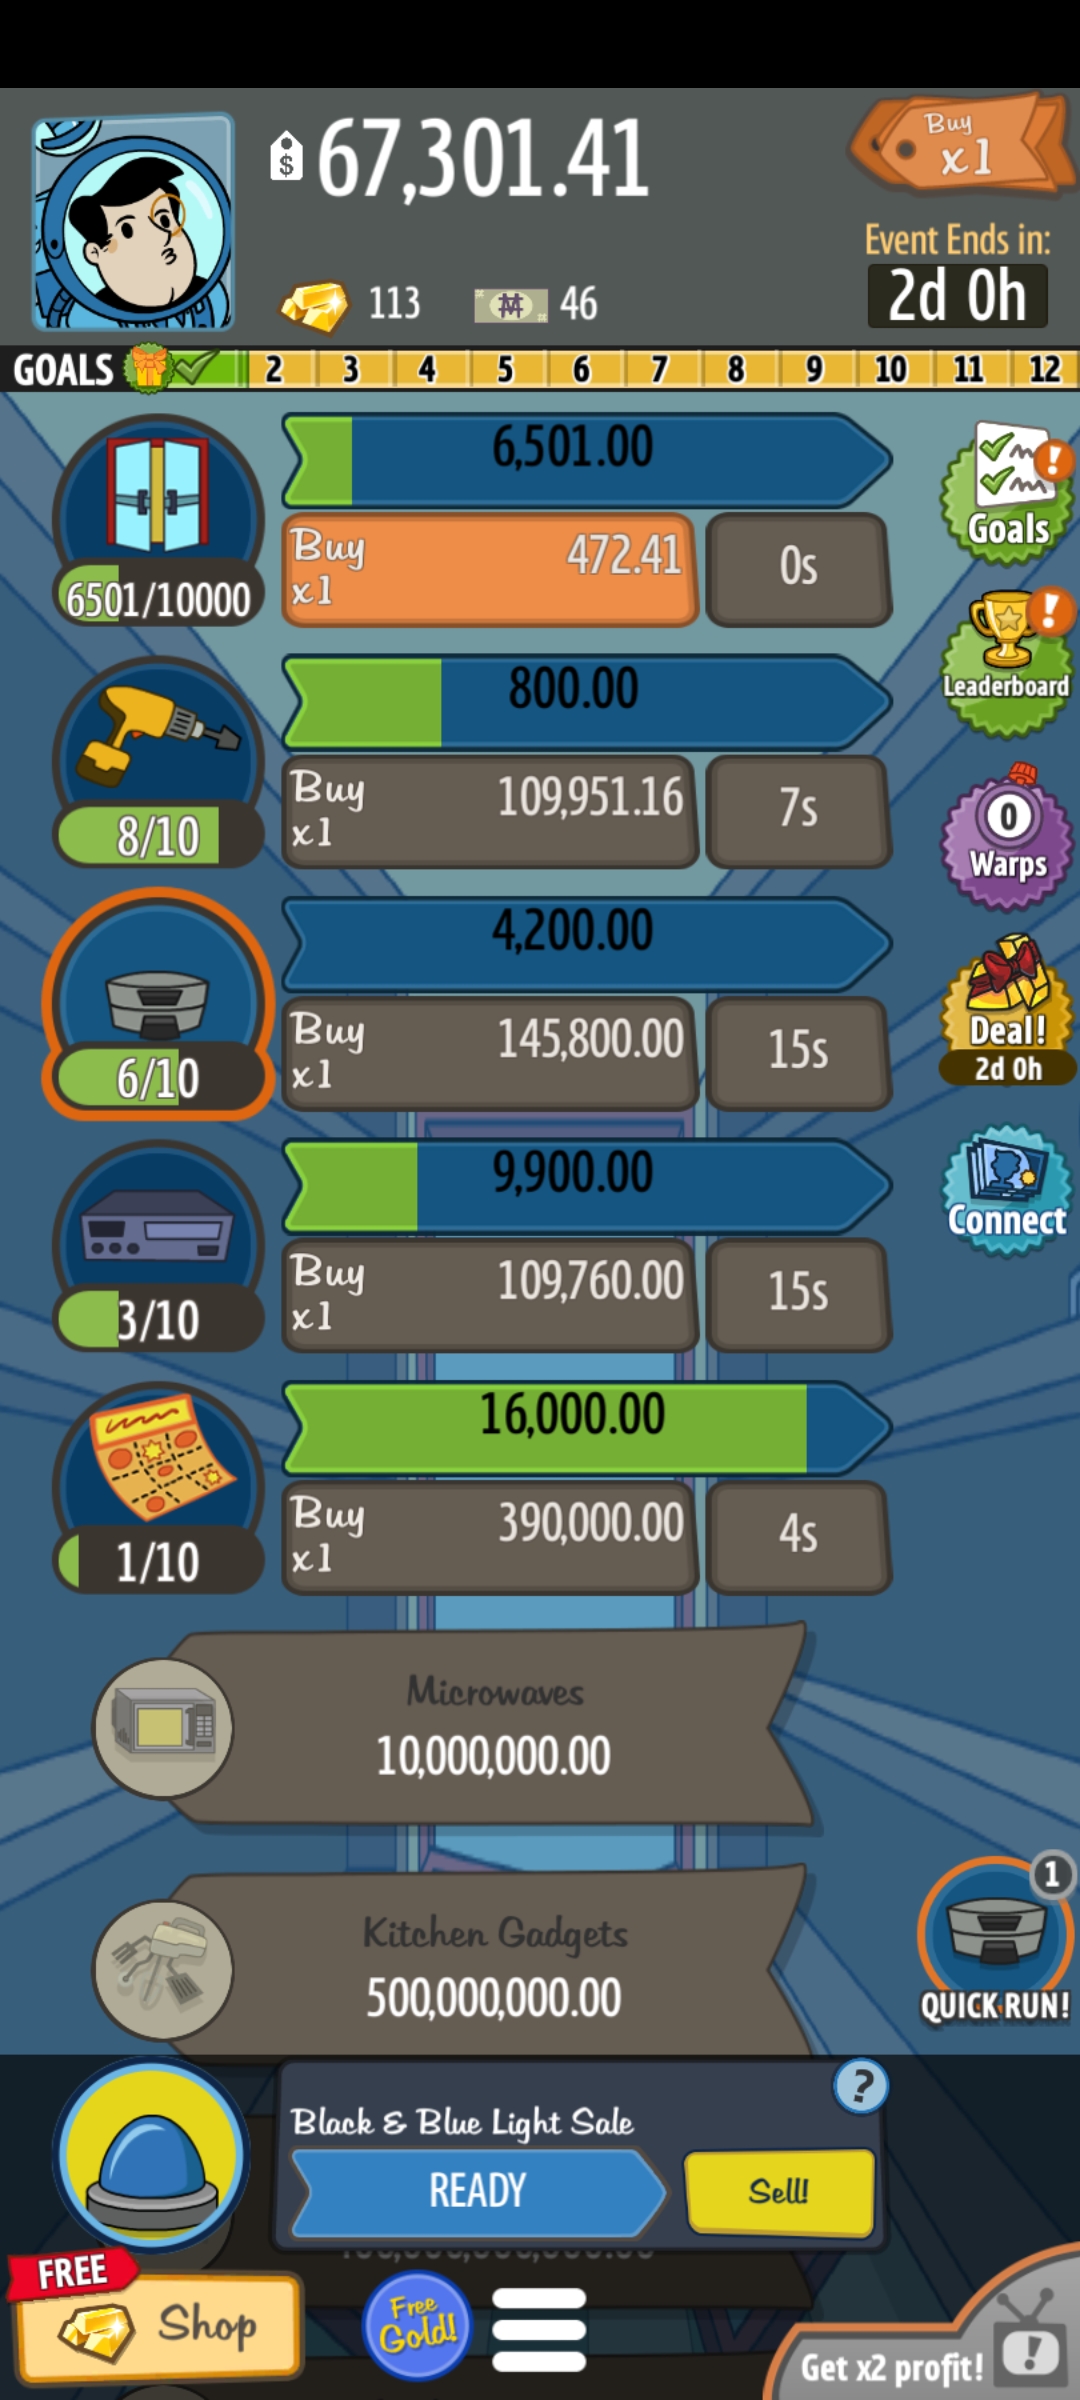 $ 67,301.41
Buy
x1
Event Ends in:
2d 0h
113
46
GOALS 2 3 4 5 6 7 8 9 10 11 12
6,501.00
Buy
x1
472.41
0s
6501/10000
Goals
800.00
Buy
x1
109,951.16
7s
8/10
Leaderboard
0
Warps
4,200.00
Buy
x1
145,800.00
15s
6/10
Deal!
2d 0h
9,900.00
Buy
x1
109,760.00
15s
3/10
Connect
16,000.00
Buy
x1
390,000.00
4s
1/10
Microwaves
10,000,000.00
Kitchen Gadgets
500,000,000.00
1
QUICK RUN!
?
Black & Blue Light Sale
READY
Sell!
FREE
Shop
Free
Gold!
Get x2 profit!